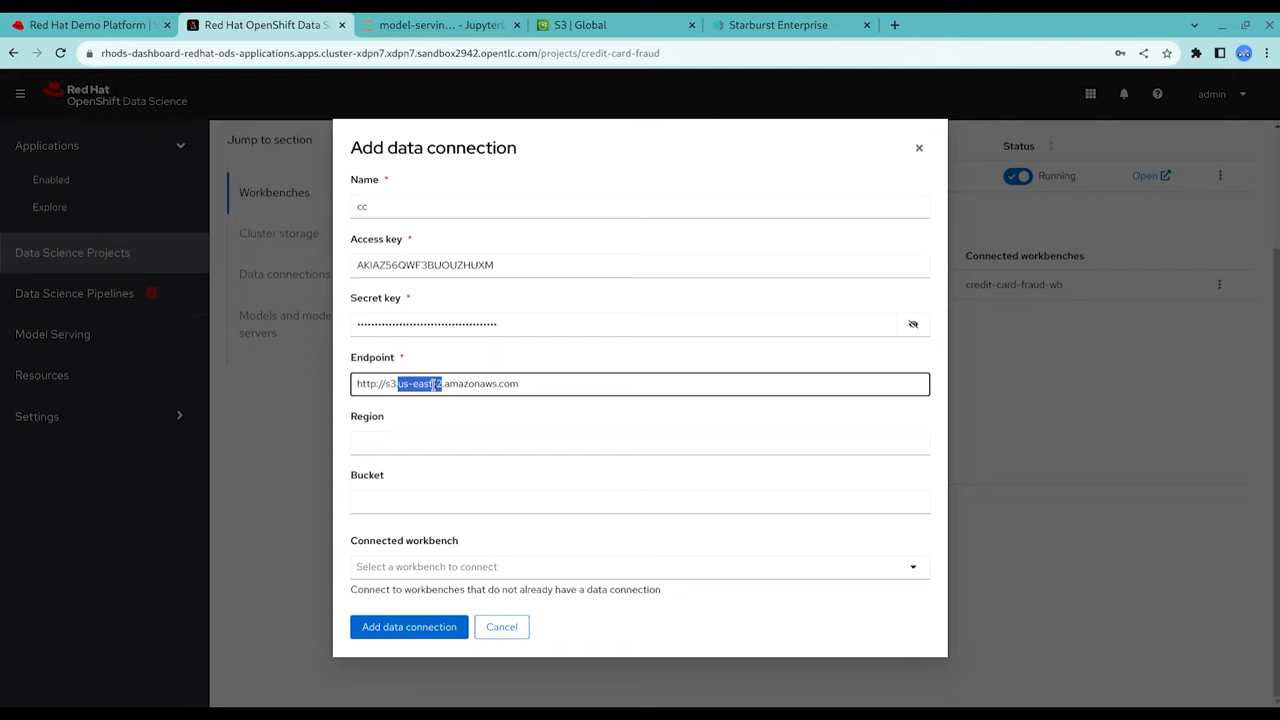 Red Hat Demo Platform |
Red Hat OpenShift Data S
model-servin... - JupyterL
S3 | Global
Starburst Enterprise
rhods-dashboard-redhat-ods-applications.apps.cluster-xdpn7.xdpn7.sandbox2942.opentlc.com/projects/credit-card-fraud
Red Hat
OpenShift Data Science
admin
Applications
Enabled
Explore
Data Science Projects
Data Science Pipelines
Model Serving
Resources
Settings
Jump to section
Workbenches
Cluster storage
Data connections
Models and mode
servers
Add data connection
Name *
cc
Access key *
AKIAZ56QWF3BUOUZHUXM
Secret key *
Endpoint *
http://s3.us-east-2.amazonaws.com
Region
Bucket
Connected workbench
Select a workbench to connect
Connect to workbenches that do not already have a data connection
Add data connection
Cancel
Status
Running
Open
Connected workbenches
credit-card-fraud-wb